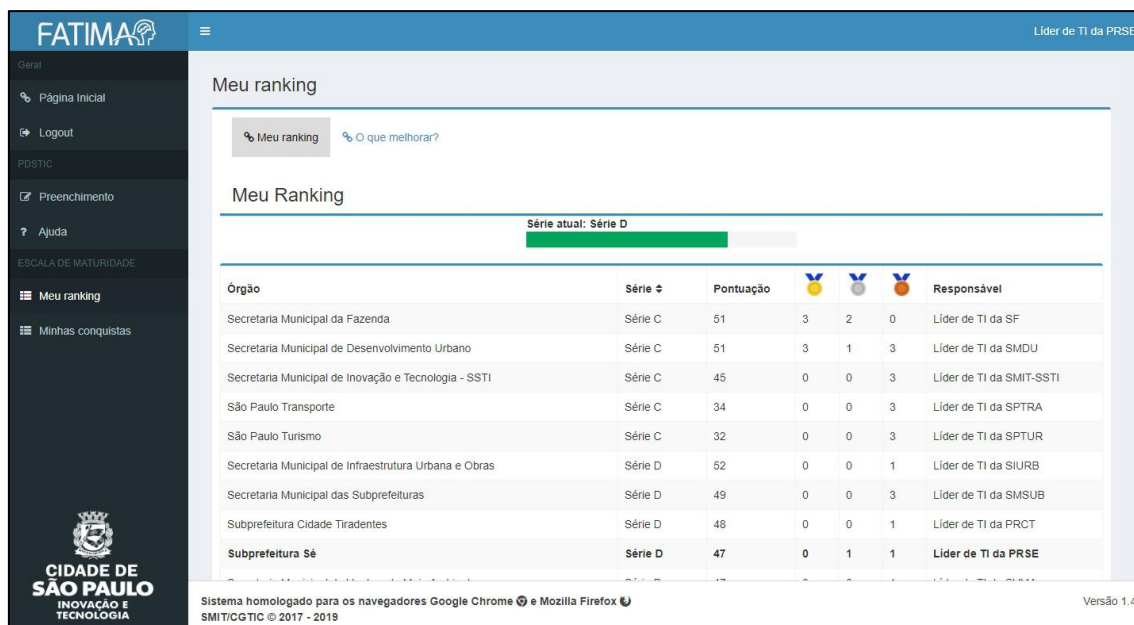 FATIMA
Líder de TI da PRSE
Geral
Página Inicial
Logout
PDSTIC
Preenchimento
? Ajuda
ESCALA DE MATURIDADE
Meu ranking
Minhas conquistas
CIDADE DE
SÃO PAULO
INOVAÇÃO E
TECNOLOGIA
Meu ranking
Meu ranking O que melhorar?
Meu Ranking
Série atual: Série D
Órgão Série Pontuação Responsável
Secretaria Municipal da Fazenda Série C 51 3 2 0 Líder de TI da SF
Secretaria Municipal de Desenvolvimento Urbano Série C 51 3 1 3 Líder de TI da SMDU
Secretaria Municipal de Inovação e Tecnologia - SSTI Série C 45 0 0 3 Líder de TI da SMIT-SSTI
São Paulo Transporte Série C 34 0 0 3 Líder de TI da SPTRA
São Paulo Turismo Série C 32 0 0 3 Líder de TI da SPTUR
Secretaria Municipal de Infraestrutura Urbana e Obras Série D 52 0 0 1 Líder de TI da SIURB
Secretaria Municipal das Subprefeituras Série D 49 0 0 3 Líder de TI da SMSUB
Subprefeitura Cidade Tiradentes Série D 48 0 0 1 Líder de TI da PRCT
Subprefeitura Sé Série D 47 0 1 1 Líder de TI da PRSE
Sistema homologado para os navegadores Google Chrome e Mozilla Firefox
SMIT/CGTIC © 2017 - 2019
Versão 1.4